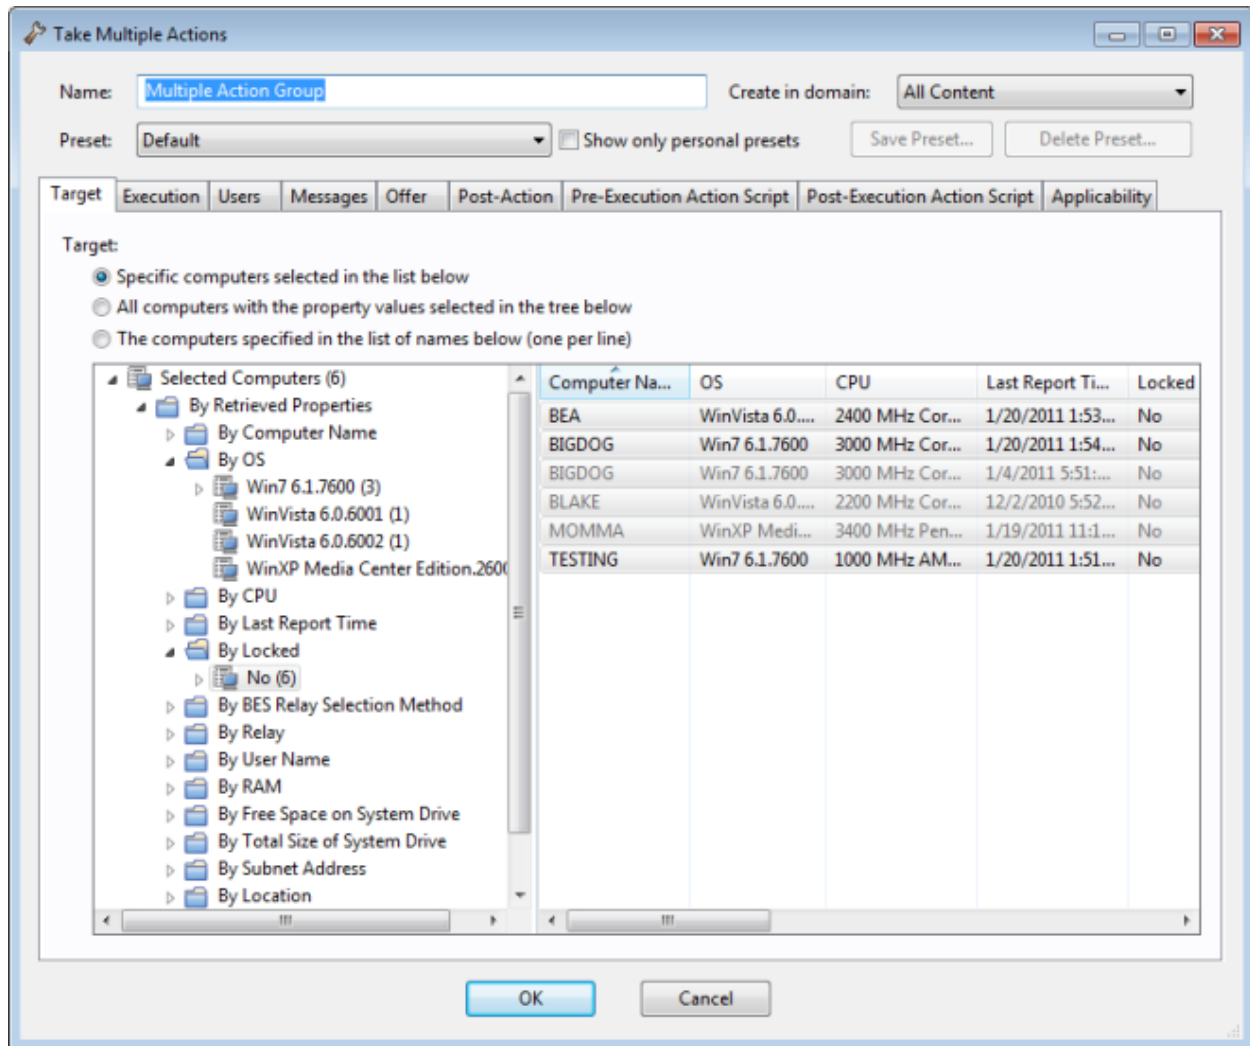 Take Multiple Actions
Name: Multiple Action Group Create in domain: All Content
Preset: Default Show only personal presets Save Preset... Delete Preset...
Target Execution Users Messages Offer Post-Action Pre-Execution Action Script Post-Execution Action Script Applicability
Target:
Specific computers selected in the list below
All computers with the property values selected in the tree below
The computers specified in the list of names below (one per line)
Selected Computers (6)
By Retrieved Properties
By Computer Name
By OS
Win7 6.1.7600 (3)
WinVista 6.0.6001 (1)
WinVista 6.0.6002 (1)
WinXP Media Center Edition.2600
By CPU
By Last Report Time
By Locked
No (6)
By BES Relay Selection Method
By Relay
By User Name
By RAM
By Free Space on System Drive
By Total Size of System Drive
By Subnet Address
By Location
Computer Na... OS CPU Last Report Ti... Locked
BEA WinVista 6.0.... 2400 MHz Cor... 1/20/2011 1:53... No
BIGDOG Win7 6.1.7600 3000 MHz Cor... 1/20/2011 1:54... No
BIGDOG Win7 6.1.7600 3000 MHz Cor... 1/4/2011 5:51:... No
BLAKE WinVista 6.0.... 2200 MHz Cor... 12/2/2010 5:52... No
MOMMA WinXP Medi... 3400 MHz Pen... 1/19/2011 11:1... No
TESTING Win7 6.1.7600 1000 MHz AM... 1/20/2011 1:51... No
OK Cancel